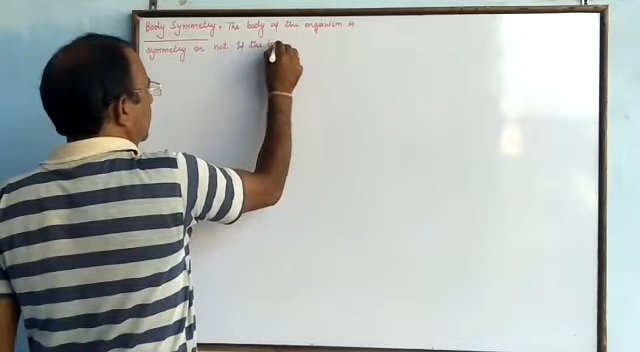 Body Symmetry. The body of the organism is
symmetry or not If the